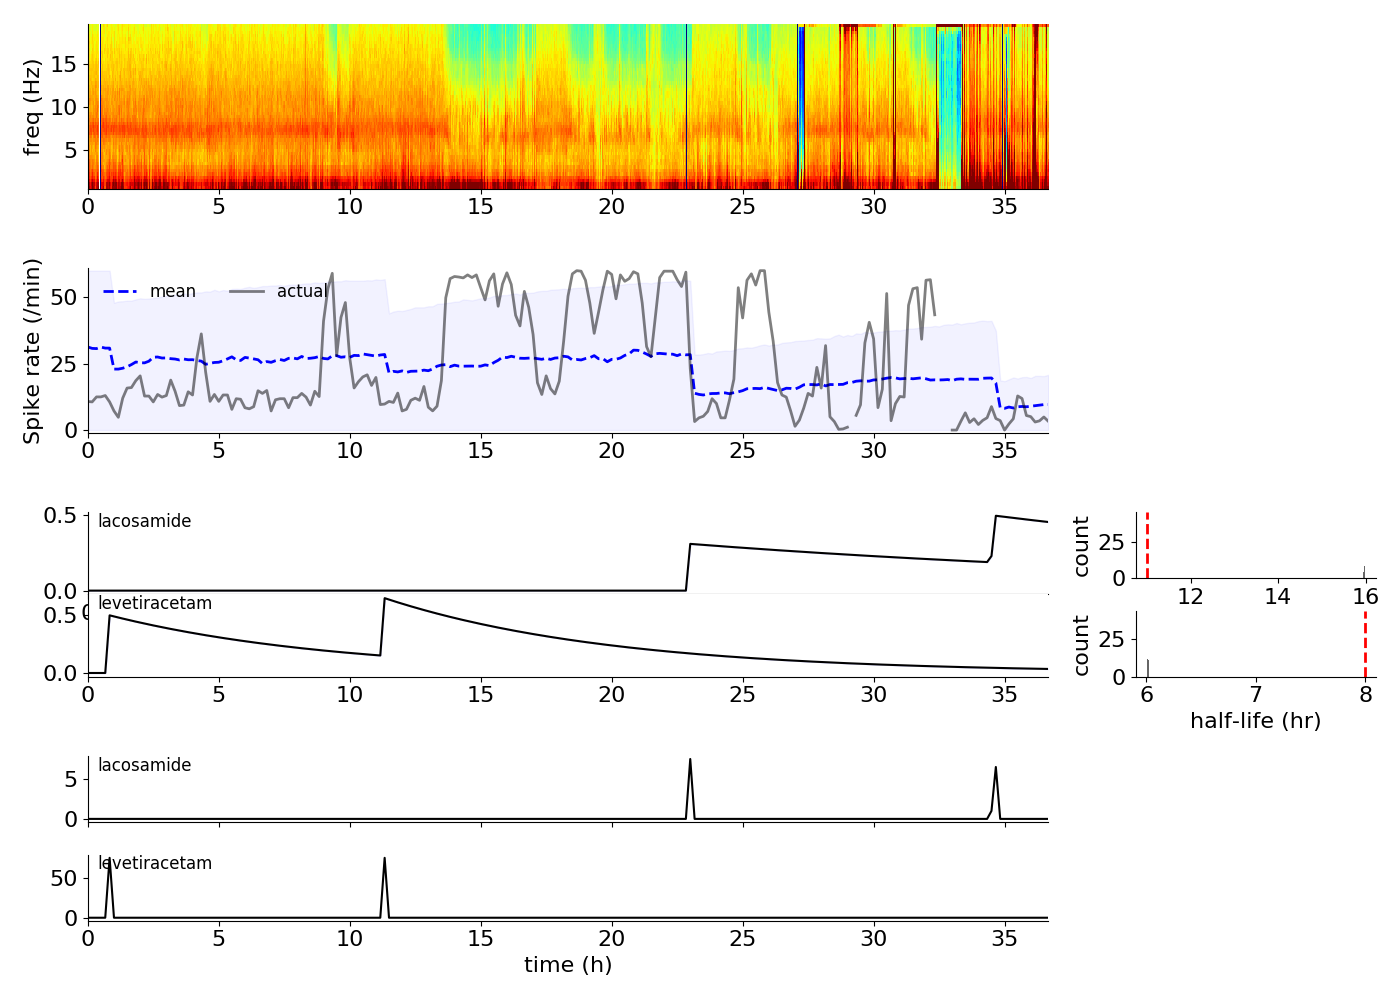 freq (Hz)
15
10
5
0 5 10 15 20 25 30 35
Spike rate (/min)
50
25
0
mean actual
0 5 10 15 20 25 30 35
lacosamide
0.5
0.0
count
25
0
12 14 16
levetiracetam
0.5
0.0
0 5 10 15 20 25 30 35
count
25
0
6 7 8
half-life (hr)
lacosamide
5
0
levetiracetam
50
0
0 5 10 15 20 25 30 35
time (h)